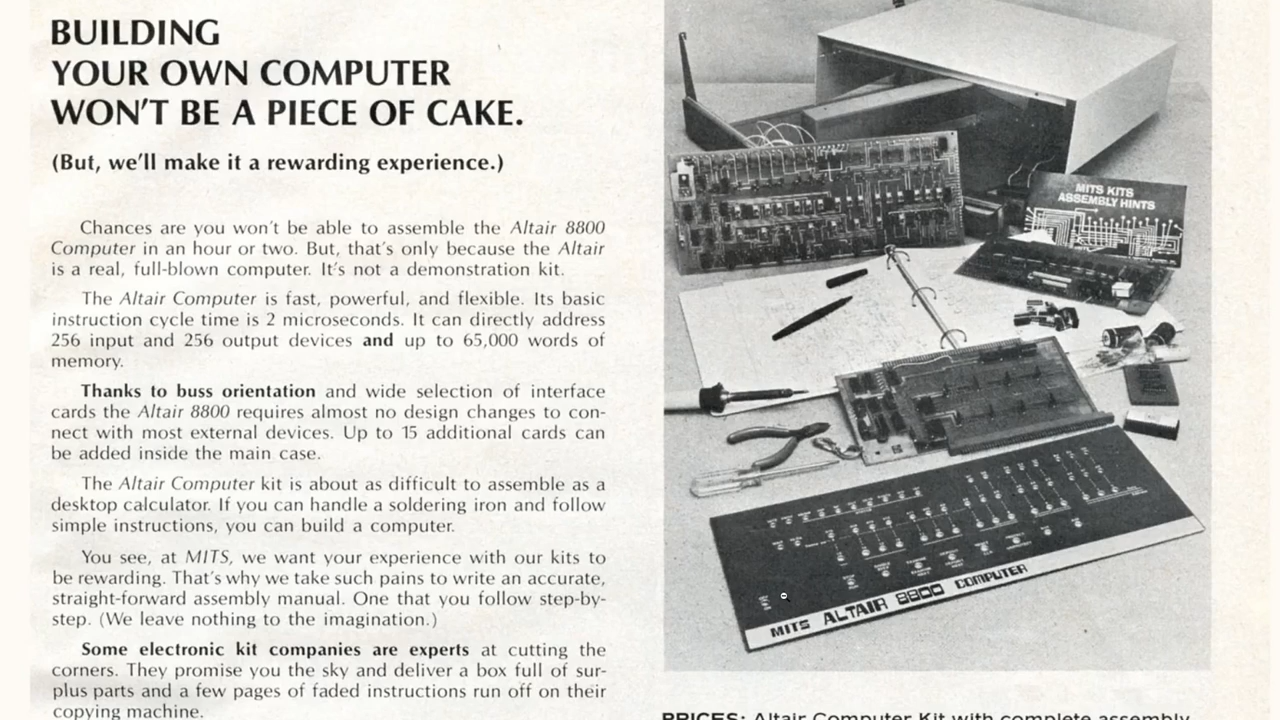 BUILDING
YOUR OWN COMPUTER
WON'T BE A PIECE OF CAKE.
(But, we'll make it a rewarding experience.)
Chances are you won't be able to assemble the Altair 8800
Computer in an hour or two. But, that's only because the Altair
is a real, full-blown computer. It's not a demonstration kit.
The Altair Computer is fast, powerful, and flexible. Its basic
instruction cycle time is 2 microseconds. It can directly address
256 input and 256 output devices and up to 65,000 words of
memory.
Thanks to buss orientation and wide selection of interface
cards the Altair 8800 requires almost no design changes to con-
nect with most external devices. Up to 15 additional cards can
be added inside the main case.
The Altair Computer kit is about as difficult to assemble as a
desktop calculator. If you can handle a soldering iron and follow
simple instructions, you can build a computer.
You see, at MITS, we want your experience with our kits to
be rewarding. That's why we take such pains to write an accurate,
straight-forward assembly manual. One that you follow step-by-
step. (We leave nothing to the imagination.)
Some electronic kit companies are experts at cutting the
corners. They promise you the sky and deliver a box full of sur-
plus parts and a few pages of faded instructions run off on their
copying machine.
MITS KITS
ASSEMBLY HINTS
MITS ALTAIR 8800 COMPUTER
PRICES: Altair Computer Kit with complete assembly